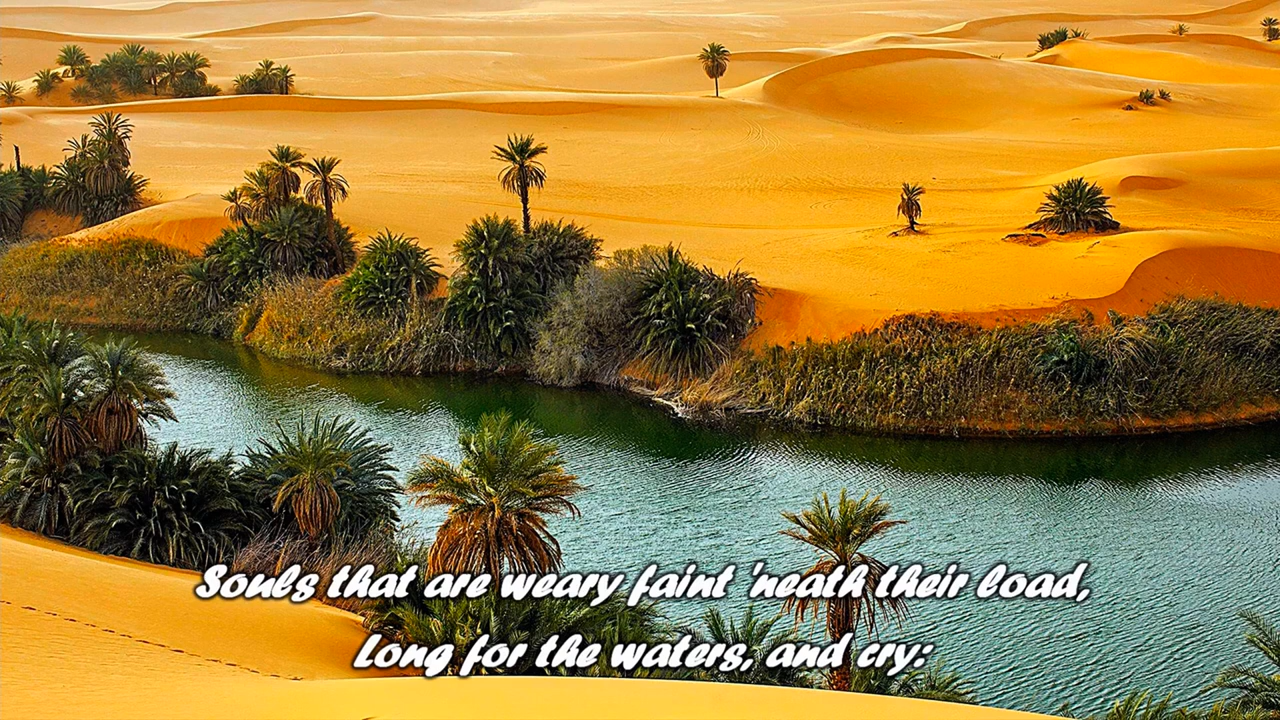 Souls that are weary faint 'neath their load,
Long for the waters, and cry: